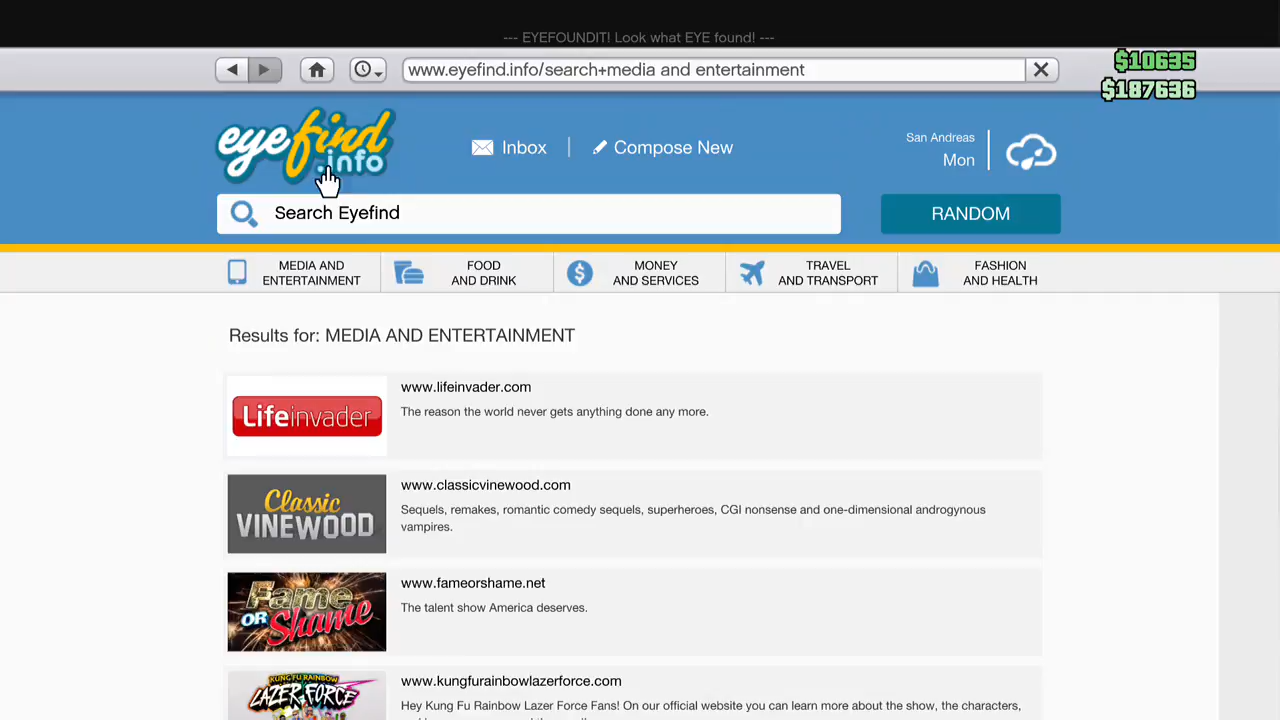 --- EYEFOUNDIT! Look what EYE found! ---
www.eyefind.info/search+media and entertainment
$10635
$187636
eyefind
.info
Inbox
Compose New
San Andreas
Mon
Search Eyefind
RANDOM
MEDIA AND
ENTERTAINMENT
FOOD
AND DRINK
MONEY
AND SERVICES
TRAVEL
AND TRANSPORT
FASHION
AND HEALTH
Results for: MEDIA AND ENTERTAINMENT
Lifeinvader
www.lifeinvader.com
The reason the world never gets anything done any more.
Classic
VINEWOOD
www.classicvinewood.com
Sequels, remakes, romantic comedy sequels, superheroes, CGI nonsense and one-dimensional androgynous
vampires.
Fame
OR Shame
www.fameorshame.net
The talent show America deserves.
KUNG FU RAINBOW
LAZER FORCE
www.kungfurainbowlazerforce.com
Hey Kung Fu Rainbow Lazer Force Fans! On our official website you can learn more about the show, the characters,